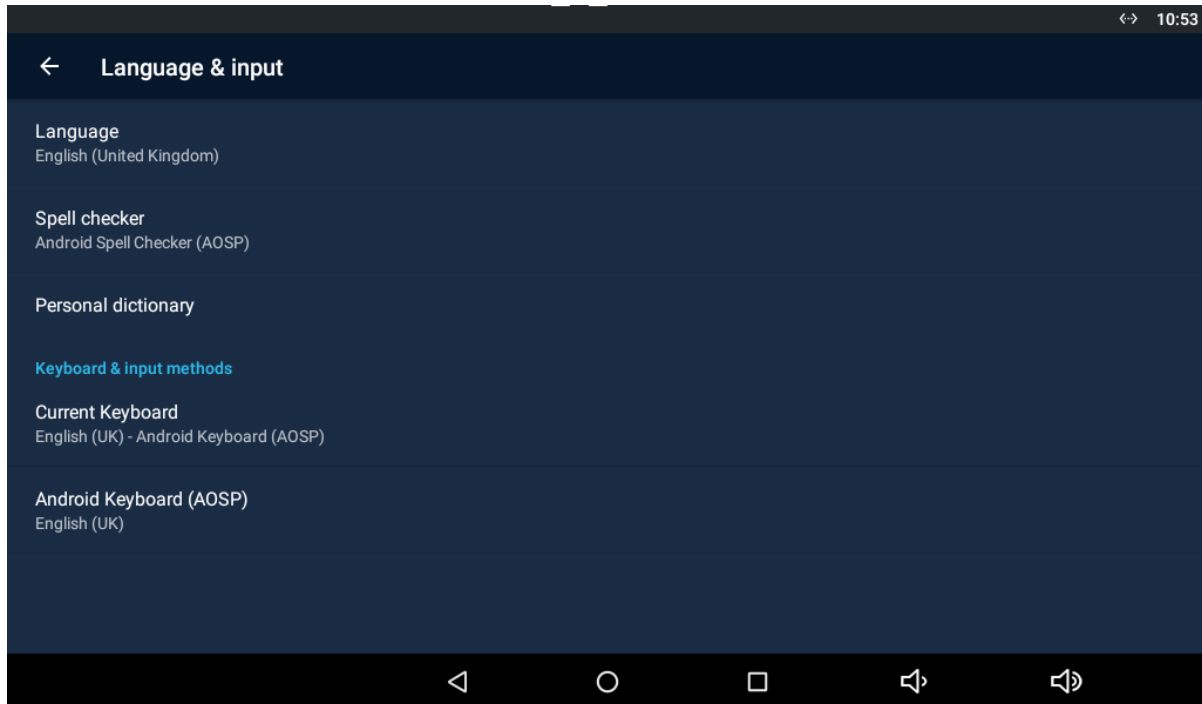 10:53
Language & input
Language
English (United Kingdom)
Spell checker
Android Spell Checker (AOSP)
Personal dictionary
Keyboard & input methods
Current Keyboard
English (UK) - Android Keyboard (AOSP)
Android Keyboard (AOSP)
English (UK)